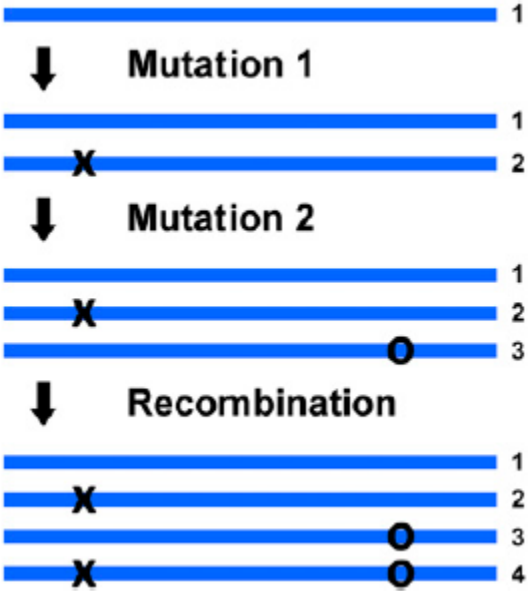 1
Mutation 1
1
X 2
Mutation 2
1
X 2
O 3
Recombination
1
X 2
O 3
X O 4